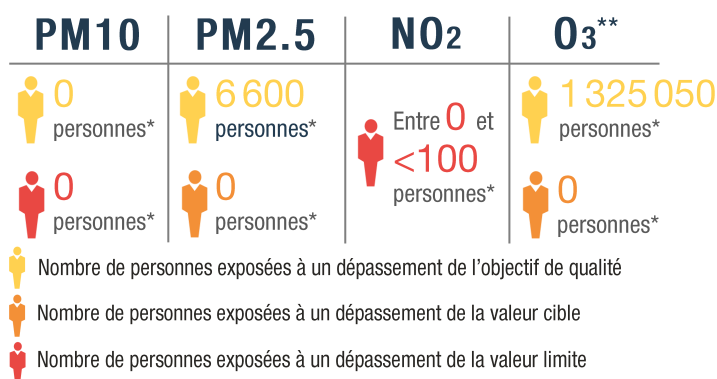 PM10 PM2.5 NO2 O3**
0
personnes*
0
personnes*
6 600
personnes*
0
personnes*
Entre 0 et
<100
personnes*
1 325 050
personnes*
0
personnes*
Nombre de personnes exposées à un dépassement de l'objectif de qualité
Nombre de personnes exposées à un dépassement de la valeur cible
Nombre de personnes exposées à un dépassement de la valeur limite